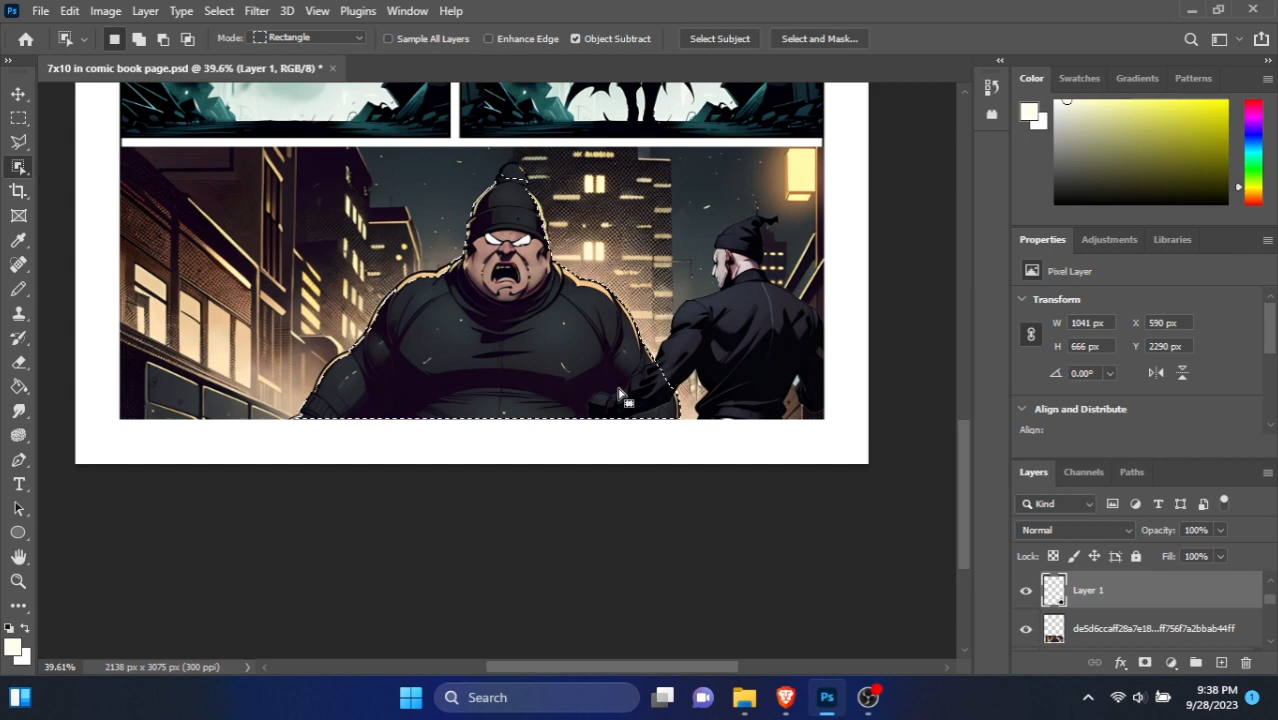 Ps File Edit Image Layer Type Select Filter 3D View Plugins Window Help
Mode: Rectangle Sample All Layers Enhance Edge Object Subtract Select Subject Select and Mask...
7x10 in comic book page.psd @ 39.6% (Layer 1, RGB/8) *
Color Swatches Gradients Patterns
Properties Adjustments Libraries
Pixel Layer
Transform
W 1041 px X 590 px
H 666 px Y 2290 px
0.00°
Align and Distribute
Align:
Layers Channels Paths
Kind
Normal Opacity: 100%
Lock: Fill: 100%
Layer 1
de5d6ccaff28a7e18...ff756f7a2bbab44ff
39.61% 2138 px x 3075 px (300 ppi)
fx
Search
Ps
9:38 PM
9/28/2023
1